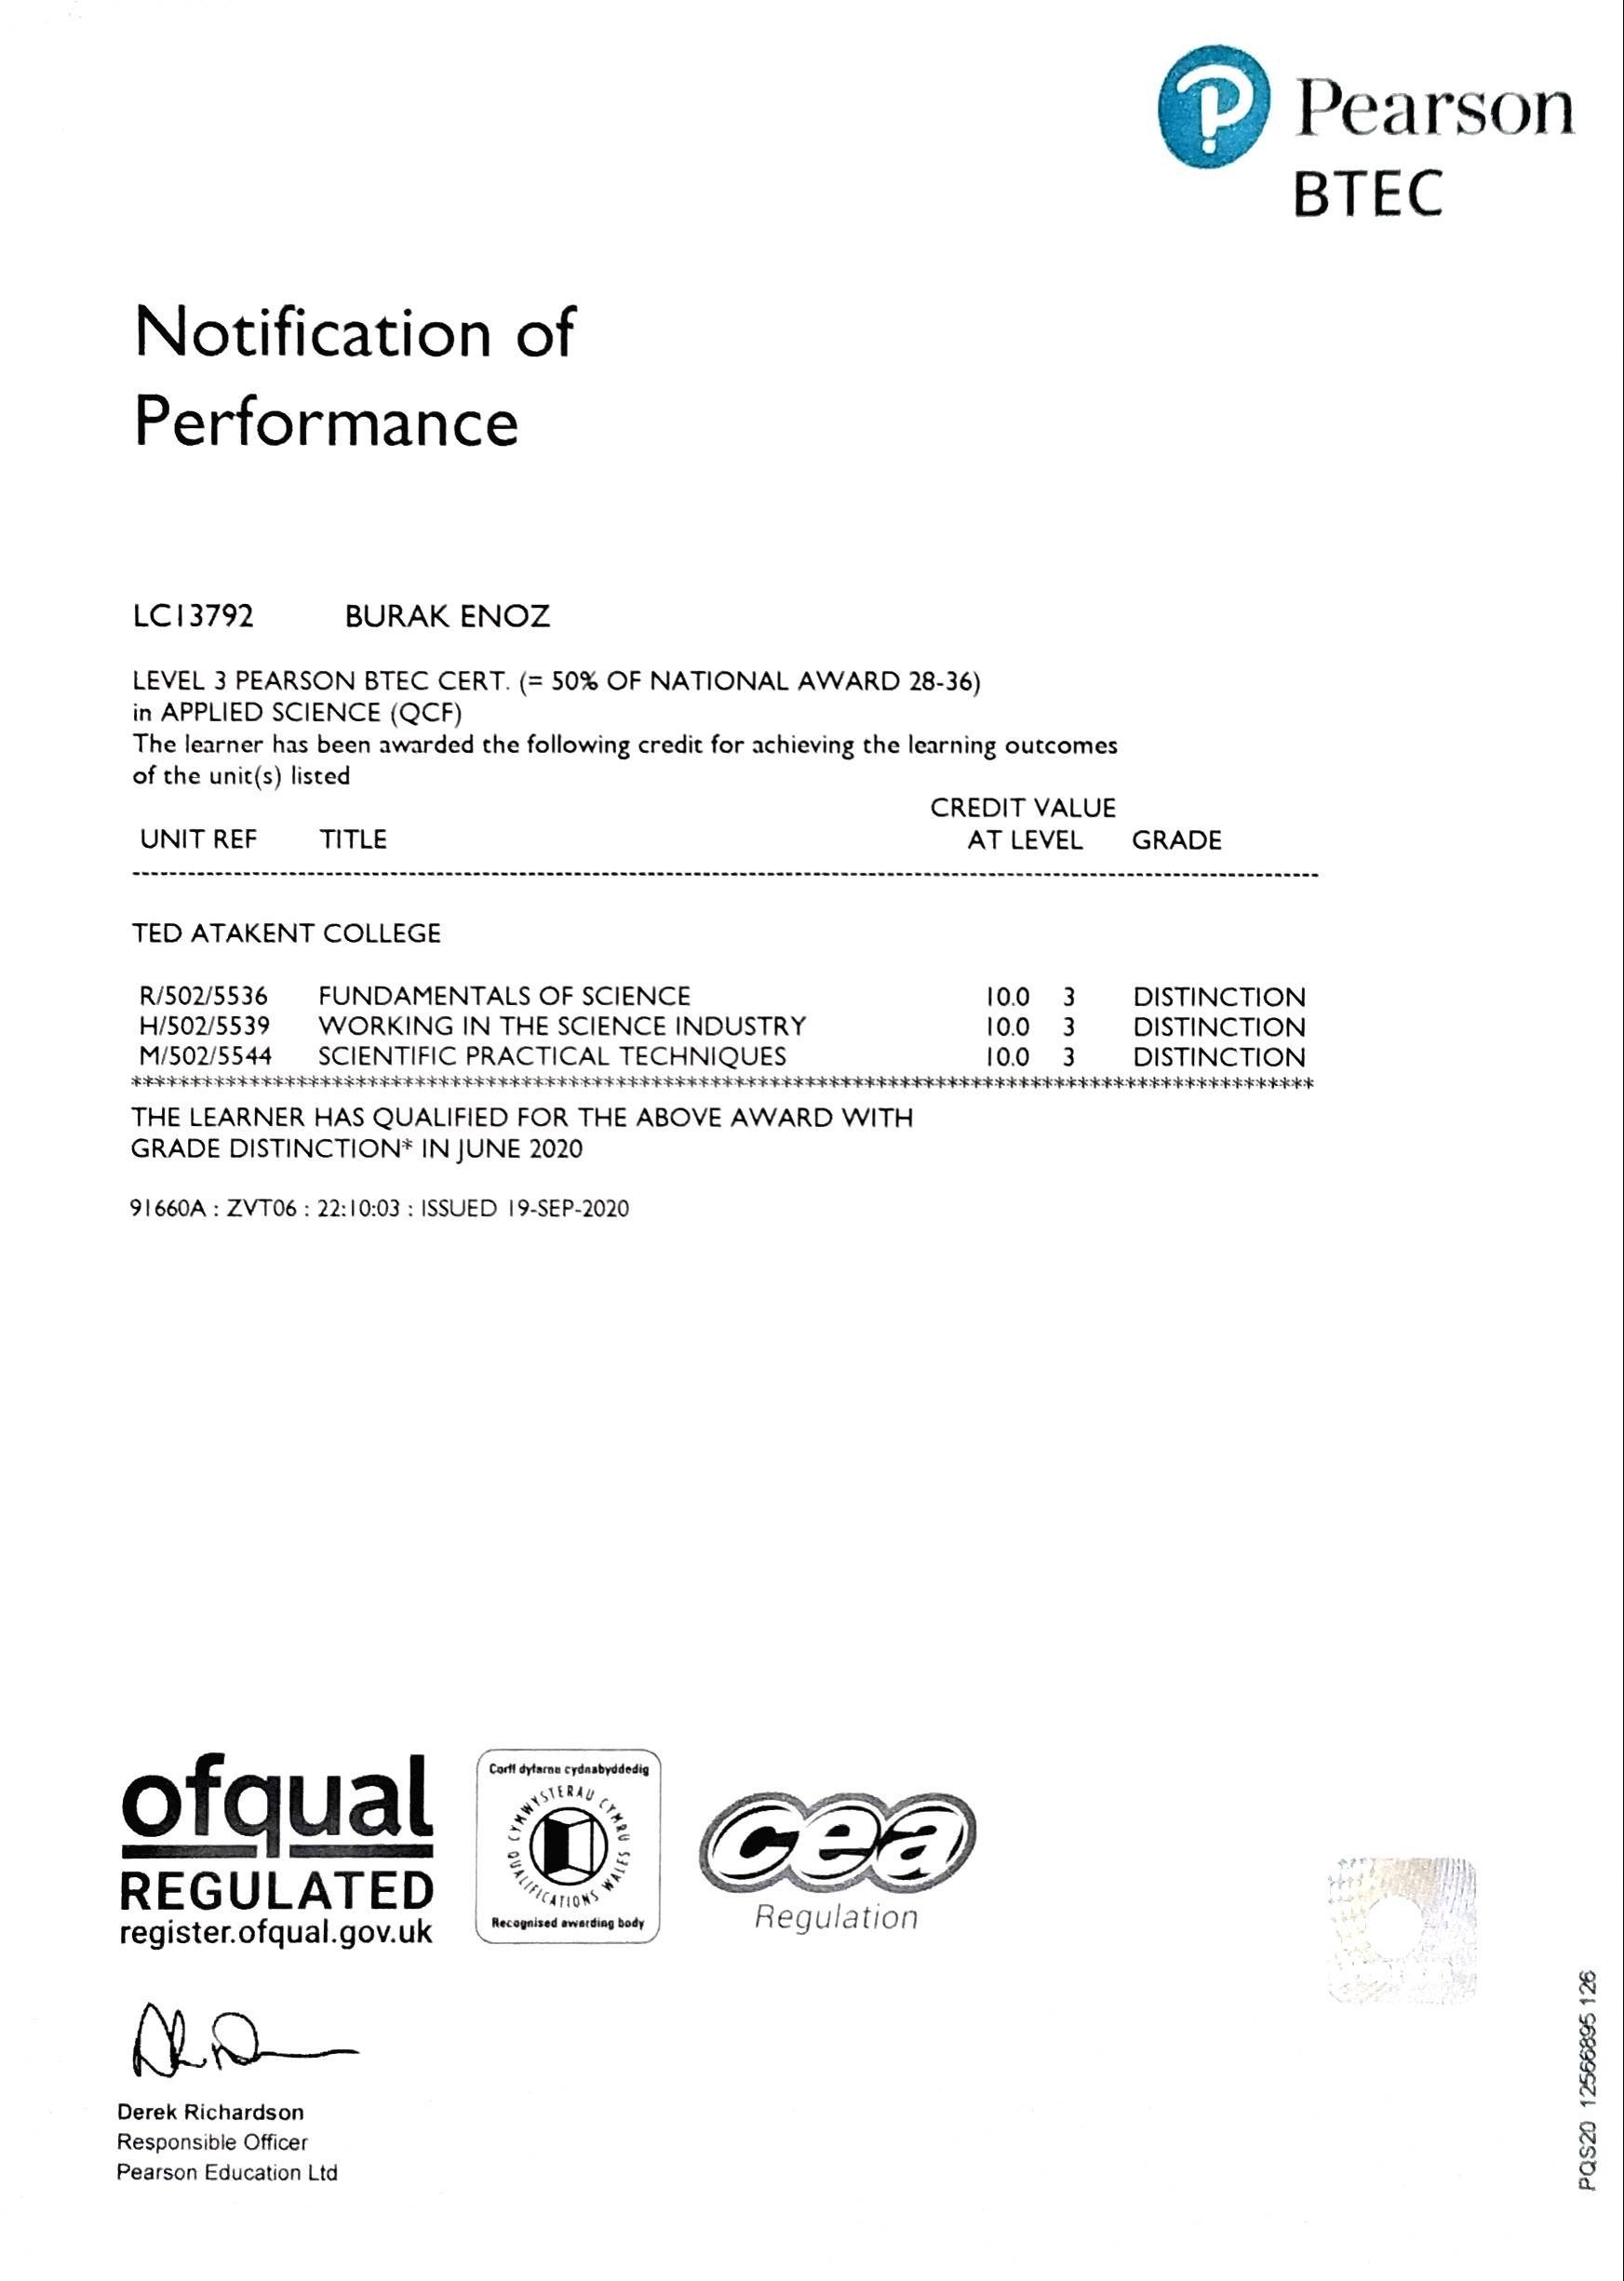 Pearson
BTEC
Notification of
Performance
LC13792 BURAK ENOZ
LEVEL 3 PEARSON BTEC CERT. (= 50% OF NATIONAL AWARD 28-36)
in APPLIED SCIENCE (QCF)
The learner has been awarded the following credit for achieving the learning outcomes
of the unit(s) listed
CREDIT VALUE
UNIT REF TITLE AT LEVEL GRADE
--------------------------------------------------------------------------------
TED ATAKENT COLLEGE
R/502/5536 FUNDAMENTALS OF SCIENCE 10.0 3 DISTINCTION
H/502/5539 WORKING IN THE SCIENCE INDUSTRY 10.0 3 DISTINCTION
M/502/5544 SCIENTIFIC PRACTICAL TECHNIQUES 10.0 3 DISTINCTION
********************************************************************************
THE LEARNER HAS QUALIFIED FOR THE ABOVE AWARD WITH
GRADE DISTINCTION* IN JUNE 2020
91660A : ZVT06 : 22:10:03 : ISSUED 19-SEP-2020
ofqual
REGULATED
register.ofqual.gov.uk
Corff dyfarnu cydnabyddedig
CYMWYSTERAU CYMRU
QUALIFICATIONS WALES
Recognised awarding body
cea
Regulation
Derek Richardson
Responsible Officer
Pearson Education Ltd
PQS20 12566895 126